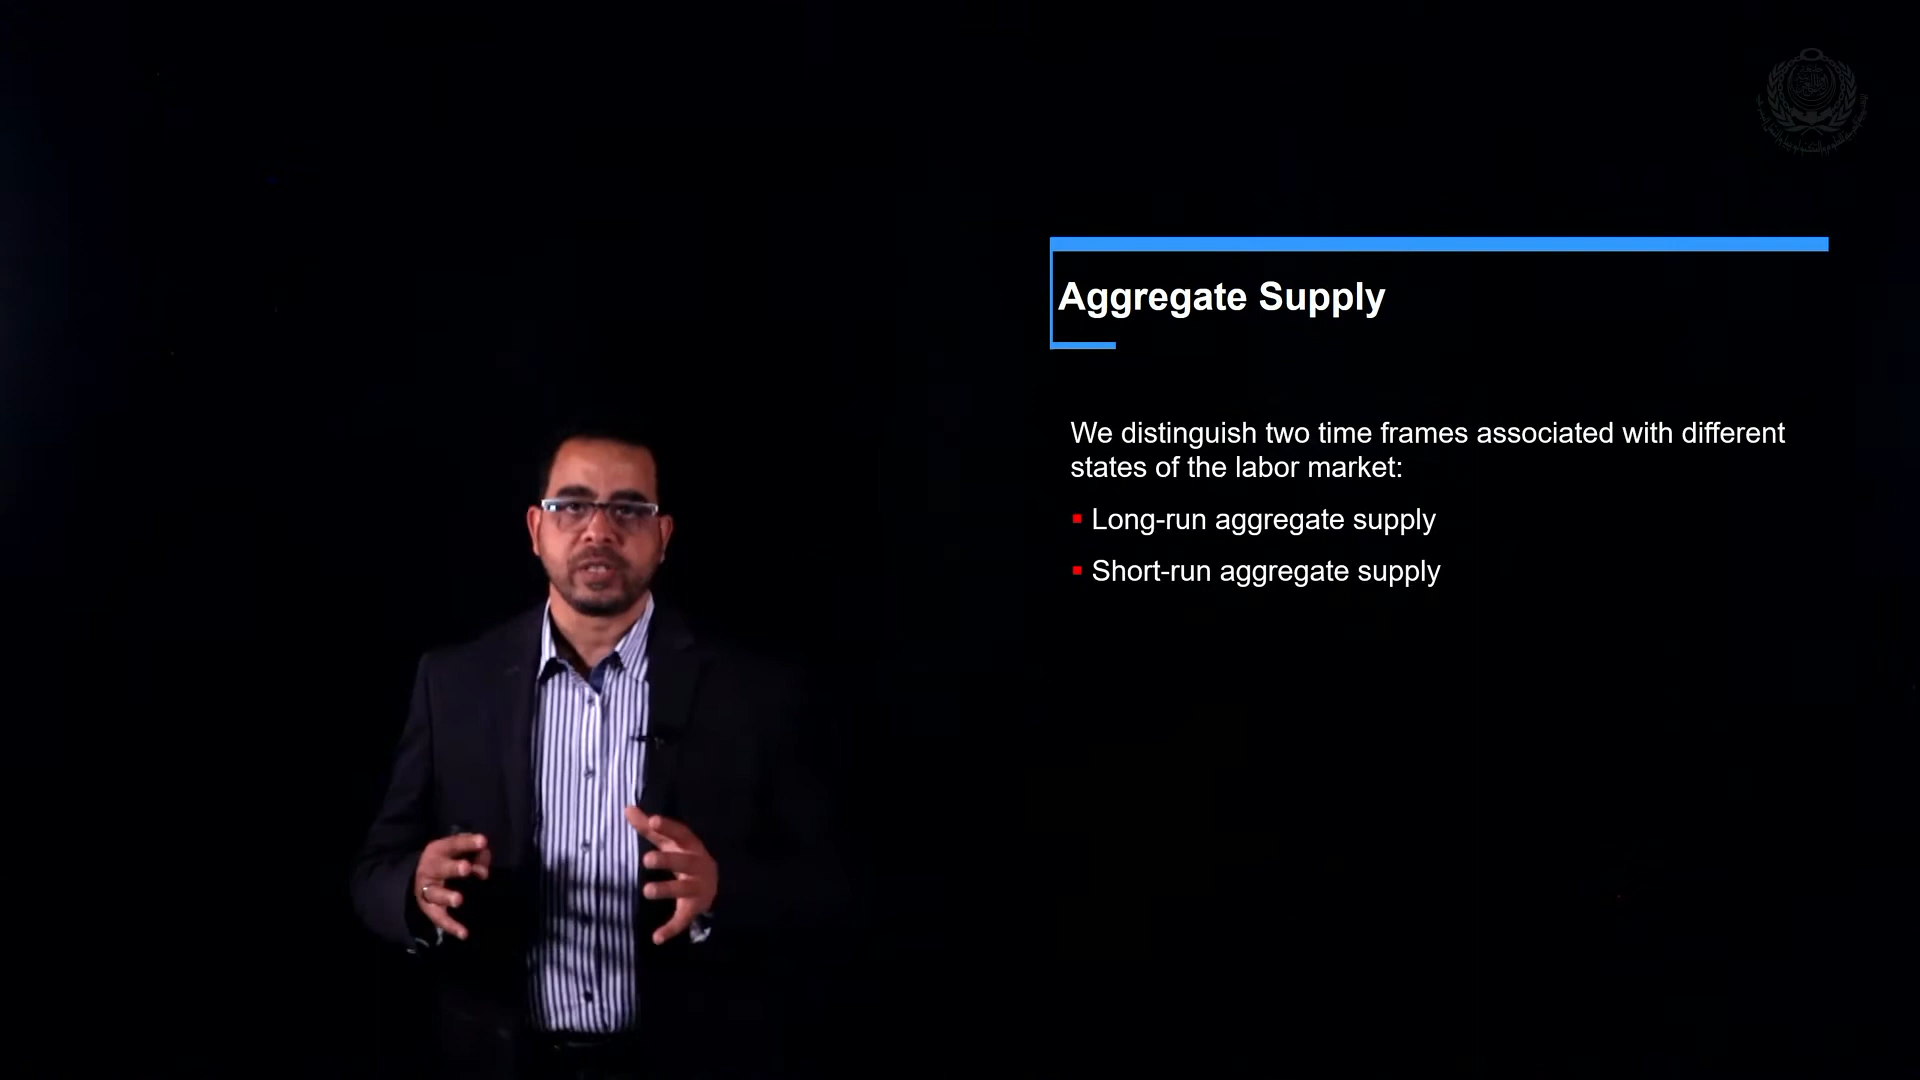 Aggregate Supply
We distinguish two time frames associated with different
states of the labor market:
▪ Long-run aggregate supply
▪ Short-run aggregate supply